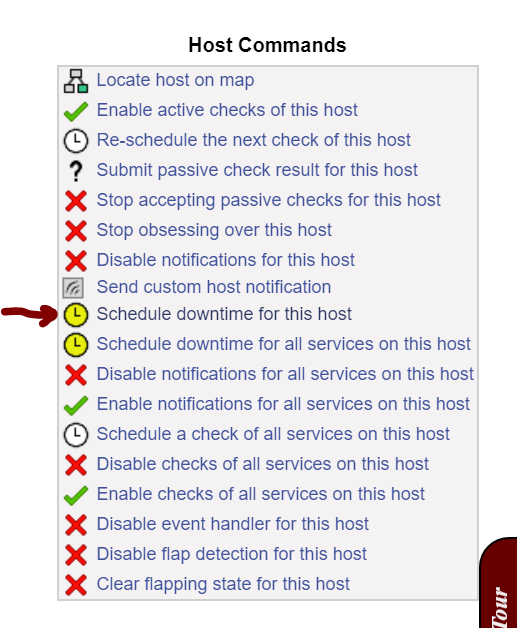 Host Commands
Locate host on map
Enable active checks of this host
Re-schedule the next check of this host
? Submit passive check result for this host
Stop accepting passive checks for this host
Stop obsessing over this host
Disable notifications for this host
Send custom host notification
Schedule downtime for this host
Schedule downtime for all services on this host
Disable notifications for all services on this host
Enable notifications for all services on this host
Schedule a check of all services on this host
Disable checks of all services on this host
Enable checks of all services on this host
Disable event handler for this host
Disable flap detection for this host
Clear flapping state for this host
Tour